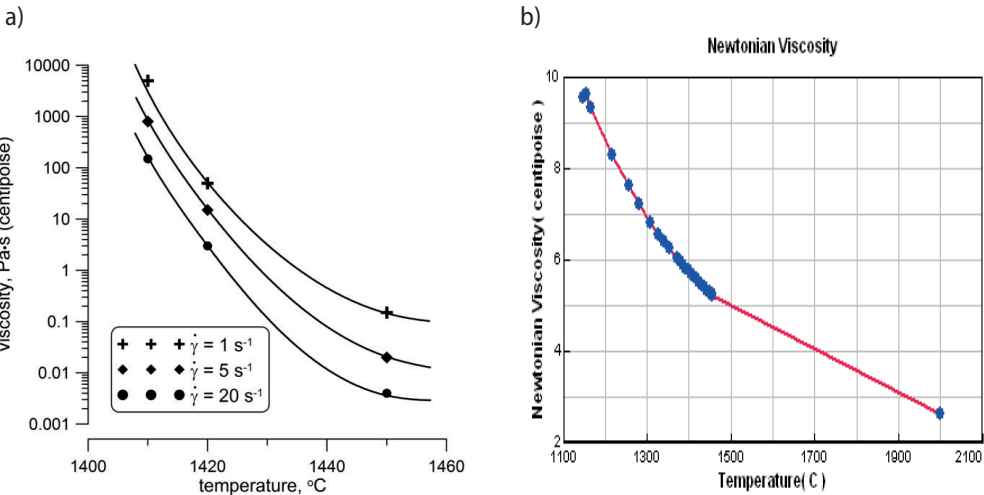 a)
viscosity, Pa·s (centipoise)
10000
1000
100
10
1
0.1
0.01
0.001
γ̇ = 1 s⁻¹
γ̇ = 5 s⁻¹
γ̇ = 20 s⁻¹
1400 1420 1440 1460
temperature, °C
b)
Newtonian Viscosity
Newtonian Viscosity( centipoise )
10
8
6
4
2
1100 1300 1500 1700 1900 2100
Temperature( C )